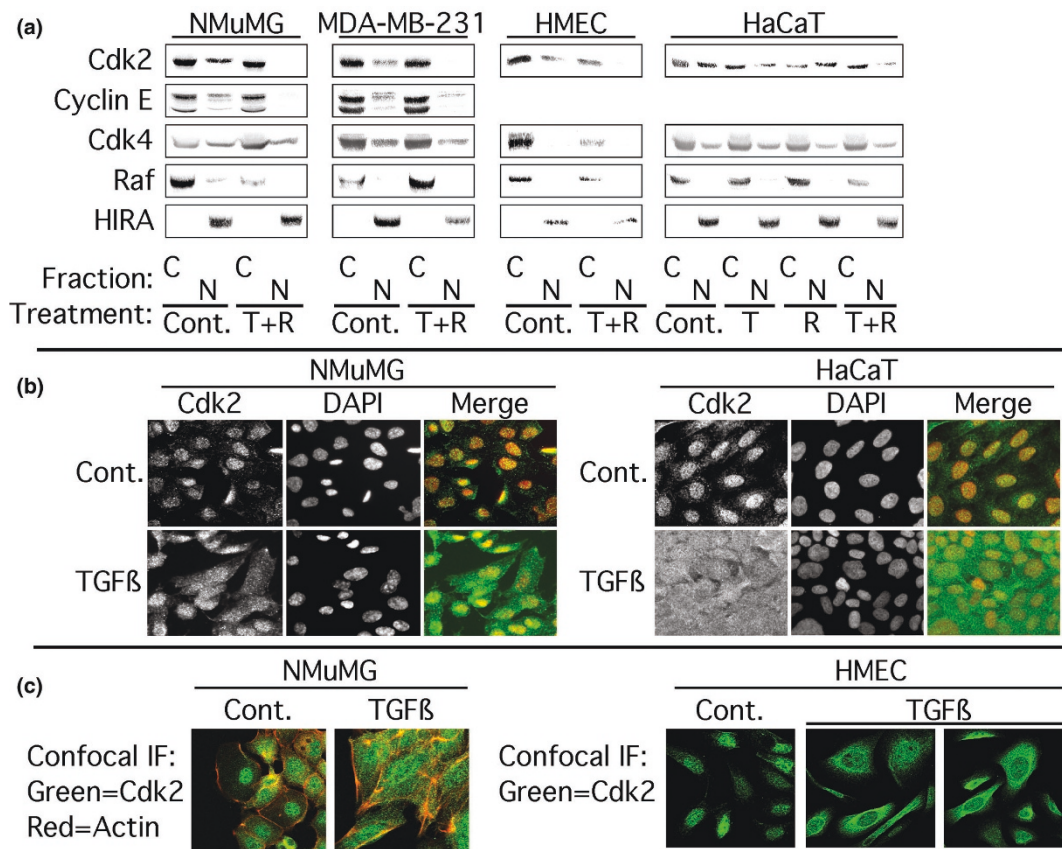 (a)
NMuMG MDA-MB-231 HMEC HaCaT
Cdk2
Cyclin E
Cdk4
Raf
HIRA
Fraction: C N C N C N C N C N C N C N C N C N C N
Treatment: Cont. T+R Cont. T+R Cont. T+R Cont. T R T+R
(b)
NMuMG HaCaT
Cdk2 DAPI Merge Cdk2 DAPI Merge
Cont. Cont.
TGFß TGFß
(c)
NMuMG HMEC
Cont. TGFß Cont. TGFß
Confocal IF: Confocal IF:
Green=Cdk2 Green=Cdk2
Red=Actin